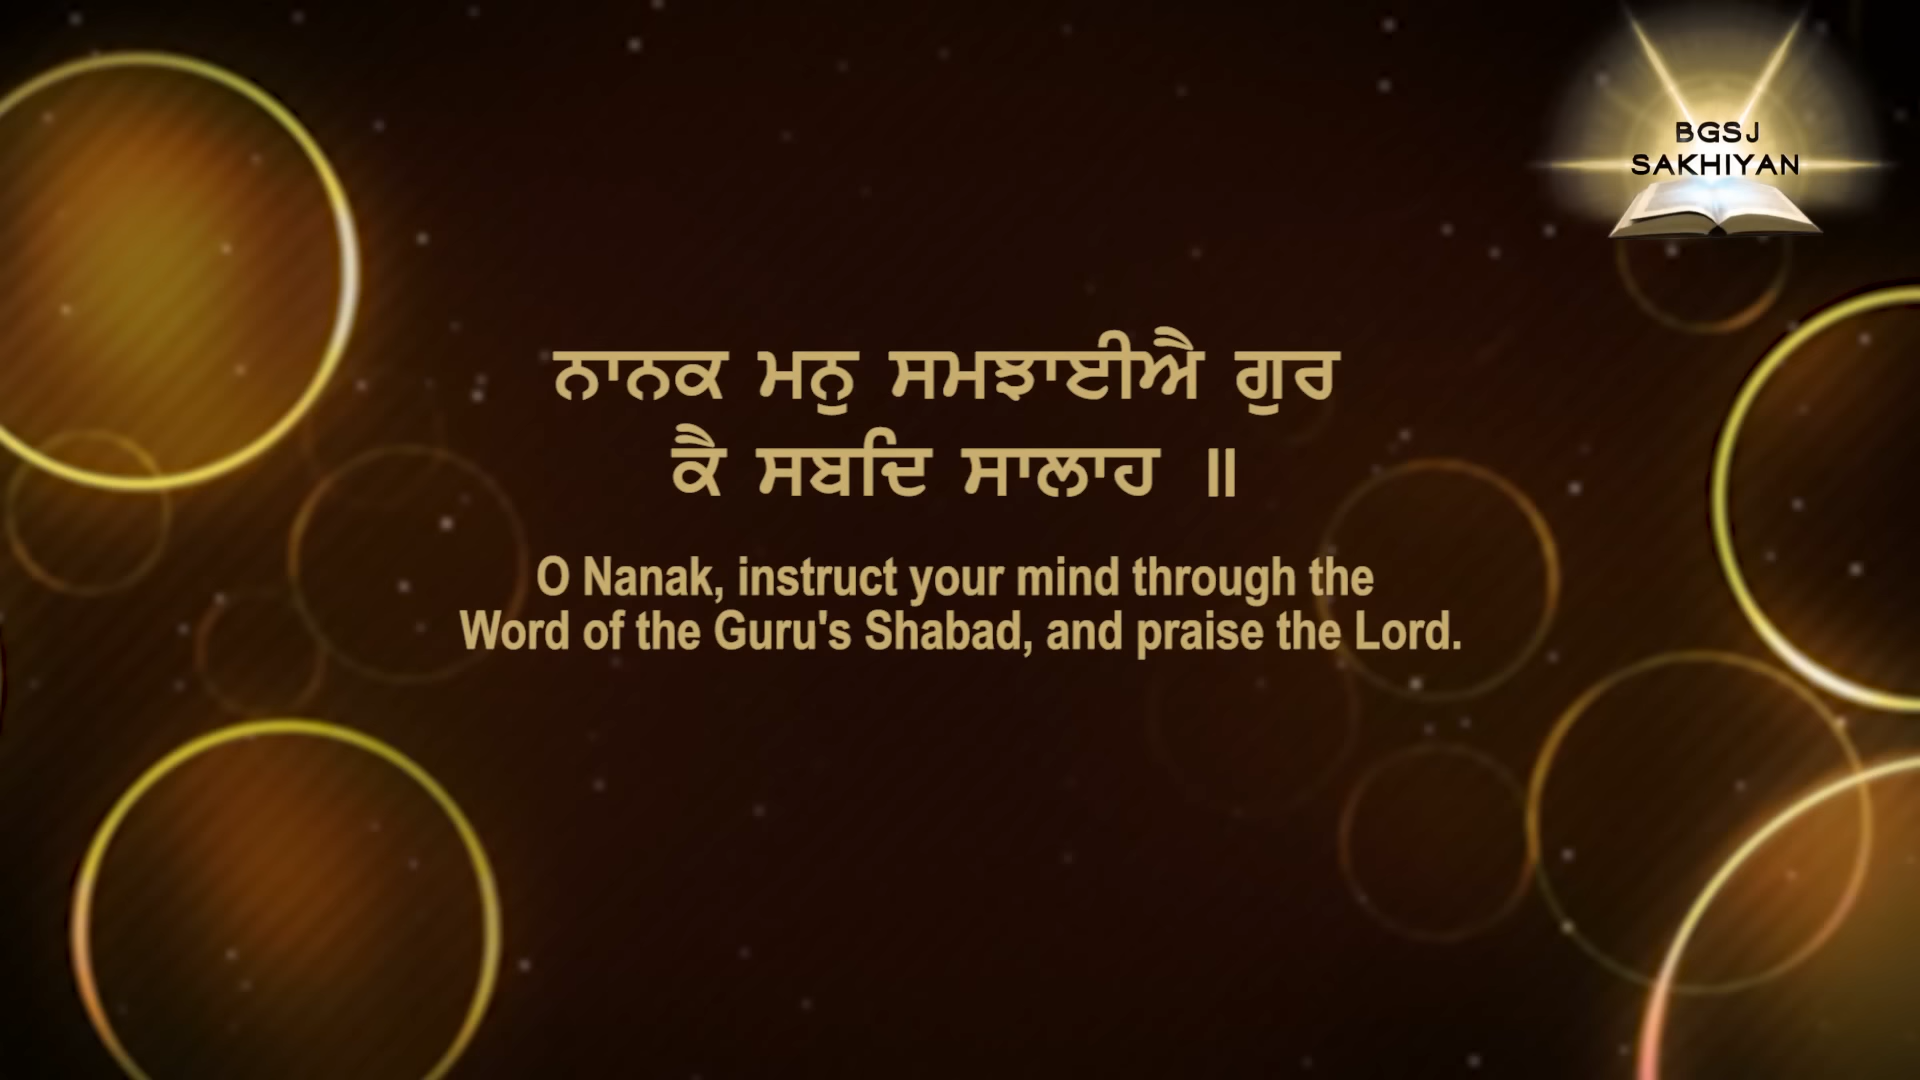 BGSJ
SAKHIYAN
ਨਾਨਕ ਮਨੁ ਸਮਝਾਈਐ ਗੁਰ
ਕੈ ਸਬਦਿ ਸਾਲਾਹ ॥
O Nanak, instruct your mind through the
Word of the Guru's Shabad, and praise the Lord.